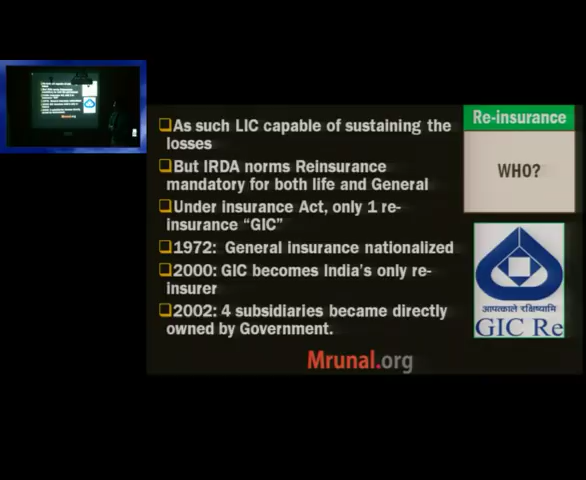 Re-insurance
WHO?
❑As such LIC capable of sustaining the
losses
❑But IRDA norms Reinsurance
mandatory for both life and General
❑Under insurance Act, only 1 re-
insurance “GIC”
❑1972: General insurance nationalized
❑2000: GIC becomes India’s only re-
insurer
❑2002: 4 subsidiaries became directly
owned by Government.
आपत्काले रक्षिष्यामि
GIC Re
Mrunal.org
Mrunal.org